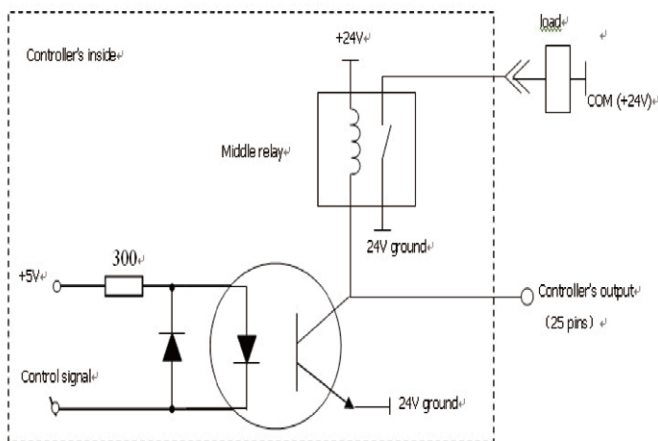 load
+24V
Controller's inside
COM (+24V)
Middle relay
24V ground
300
+5V
Controller's output
(25 pins)
Control signal
24V ground